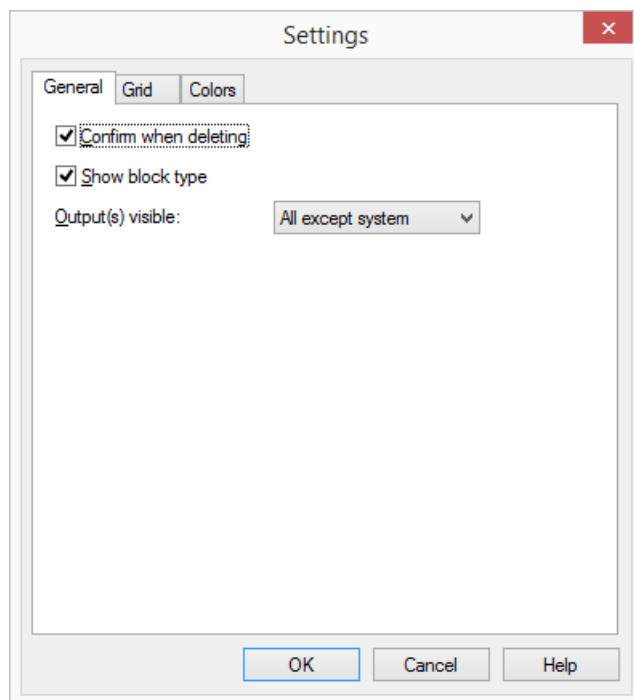 Settings
General Grid Colors
Confirm when deleting
Show block type
Output(s) visible: All except system
OK Cancel Help